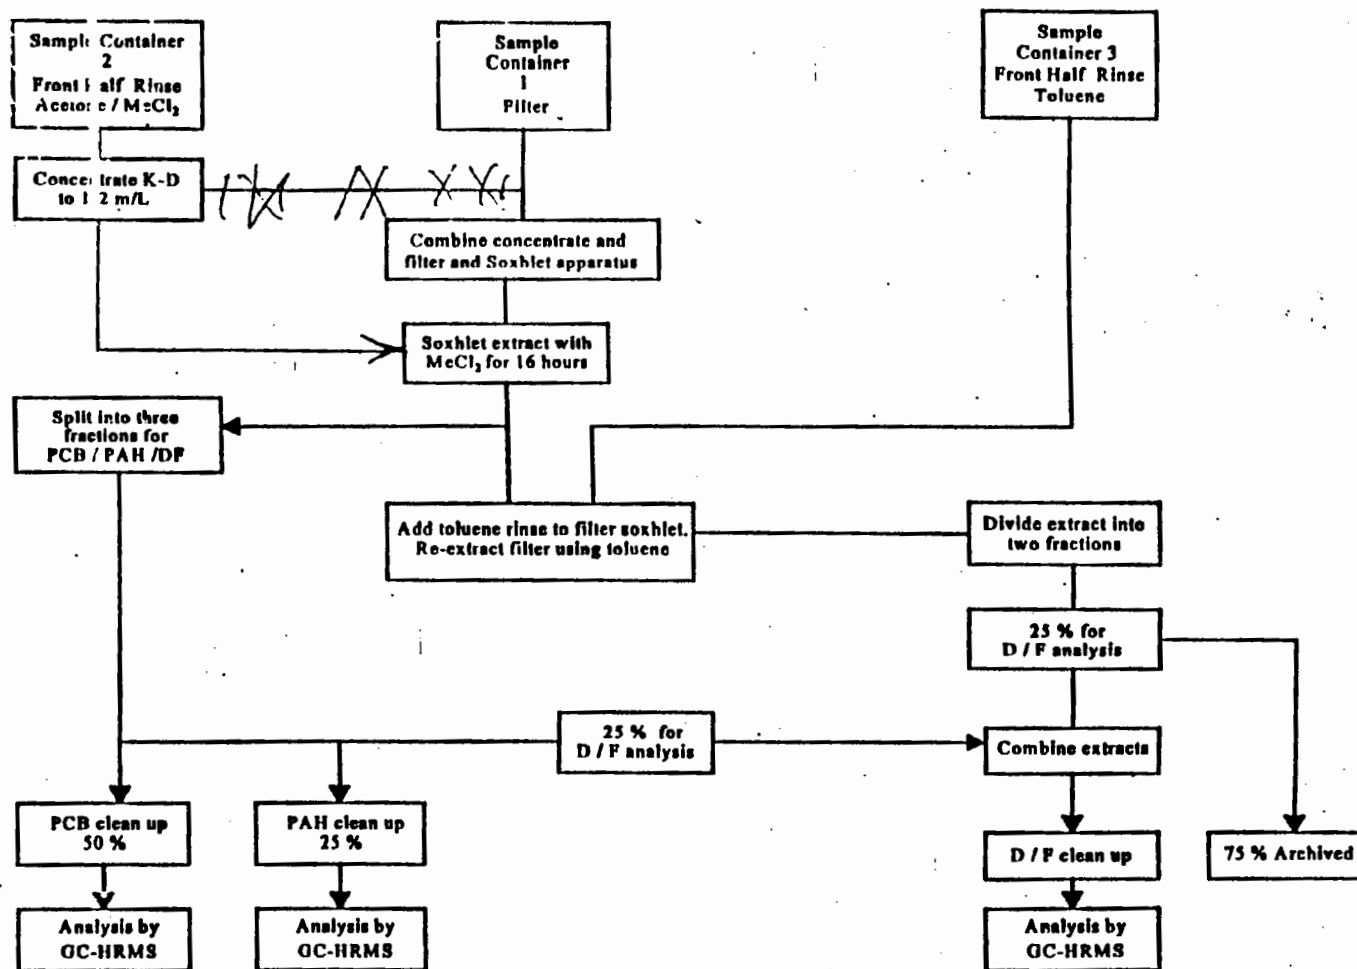 Sample Container
2
Front Half Rinse
Acetone / MeCl₂
Sample
Container
1
Filter
Sample
Container 3
Front Half Rinse
Toluene
Concentrate K-D
to 1-2 m/L
Combine concentrate and
filter and Soxhlet apparatus
Soxhlet extract with
MeCl₂ for 16 hours
Split into three
fractions for
PCB / PAH /DF
Add toluene rinse to filter soxhlet.
Re-extract filter using toluene
Divide extract into
two fractions
25 % for
D / F analysis
25 % for
D / F analysis
Combine extracts
PCB clean up
50 %
PAH clean up
25 %
D / F clean up
75 % Archived
Analysis by
GC-HRMS
Analysis by
GC-HRMS
Analysis by
GC-HRMS